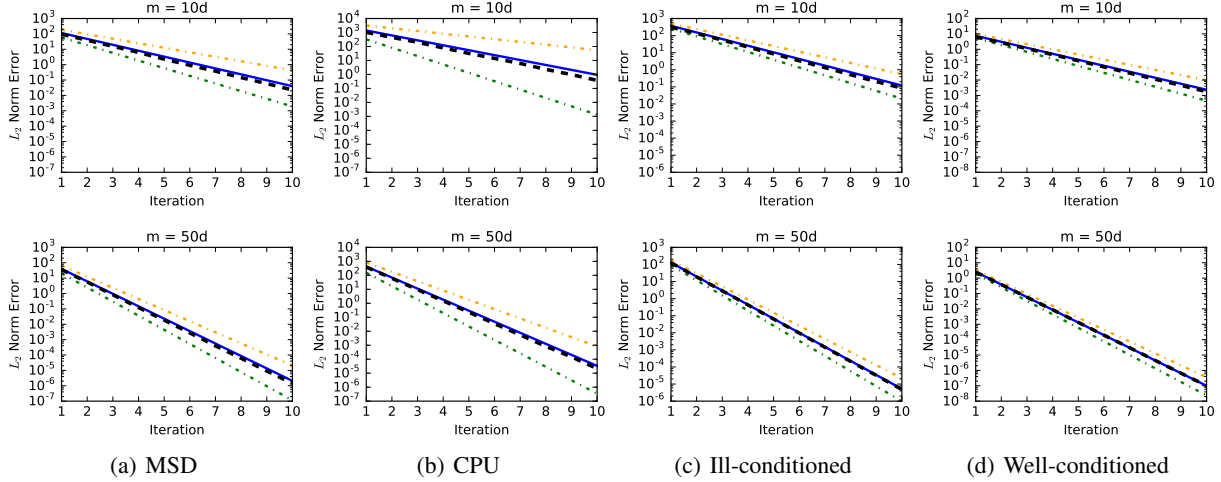 m = 10d
L₂ Norm Error
10³
10²
10¹
10⁰
10⁻¹
10⁻²
10⁻³
10⁻⁴
10⁻⁵
10⁻⁶
10⁻⁷
1 2 3 4 5 6 7 8 9 10
Iteration
m = 10d
L₂ Norm Error
10⁴
10³
10²
10¹
10⁰
10⁻¹
10⁻²
10⁻³
10⁻⁴
10⁻⁵
10⁻⁶
10⁻⁷
1 2 3 4 5 6 7 8 9 10
Iteration
m = 10d
L₂ Norm Error
10³
10²
10¹
10⁰
10⁻¹
10⁻²
10⁻³
10⁻⁴
10⁻⁵
10⁻⁶
1 2 3 4 5 6 7 8 9 10
Iteration
m = 10d
L₂ Norm Error
10²
10¹
10⁰
10⁻¹
10⁻²
10⁻³
10⁻⁴
10⁻⁵
10⁻⁶
10⁻⁷
1 2 3 4 5 6 7 8 9 10
Iteration
m = 50d
L₂ Norm Error
10³
10²
10¹
10⁰
10⁻¹
10⁻²
10⁻³
10⁻⁴
10⁻⁵
10⁻⁶
10⁻⁷
1 2 3 4 5 6 7 8 9 10
Iteration
m = 50d
L₂ Norm Error
10⁴
10³
10²
10¹
10⁰
10⁻¹
10⁻²
10⁻³
10⁻⁴
10⁻⁵
10⁻⁶
10⁻⁷
1 2 3 4 5 6 7 8 9 10
Iteration
m = 50d
L₂ Norm Error
10³
10²
10¹
10⁰
10⁻¹
10⁻²
10⁻³
10⁻⁴
10⁻⁵
10⁻⁶
1 2 3 4 5 6 7 8 9 10
Iteration
m = 50d
L₂ Norm Error
10²
10¹
10⁰
10⁻¹
10⁻²
10⁻³
10⁻⁴
10⁻⁵
10⁻⁶
10⁻⁷
10⁻⁸
1 2 3 4 5 6 7 8 9 10
Iteration
(a) MSD
(b) CPU
(c) Ill-conditioned
(d) Well-conditioned